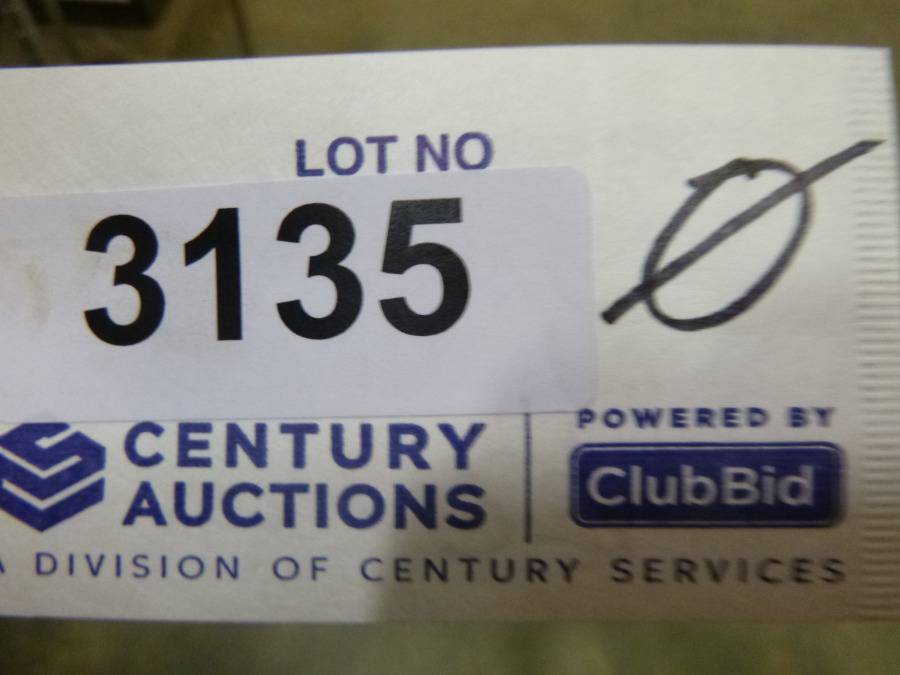 LOT NO
3135 Ø
CENTURY
AUCTIONS
POWERED BY
ClubBid
A DIVISION OF CENTURY SERVICES